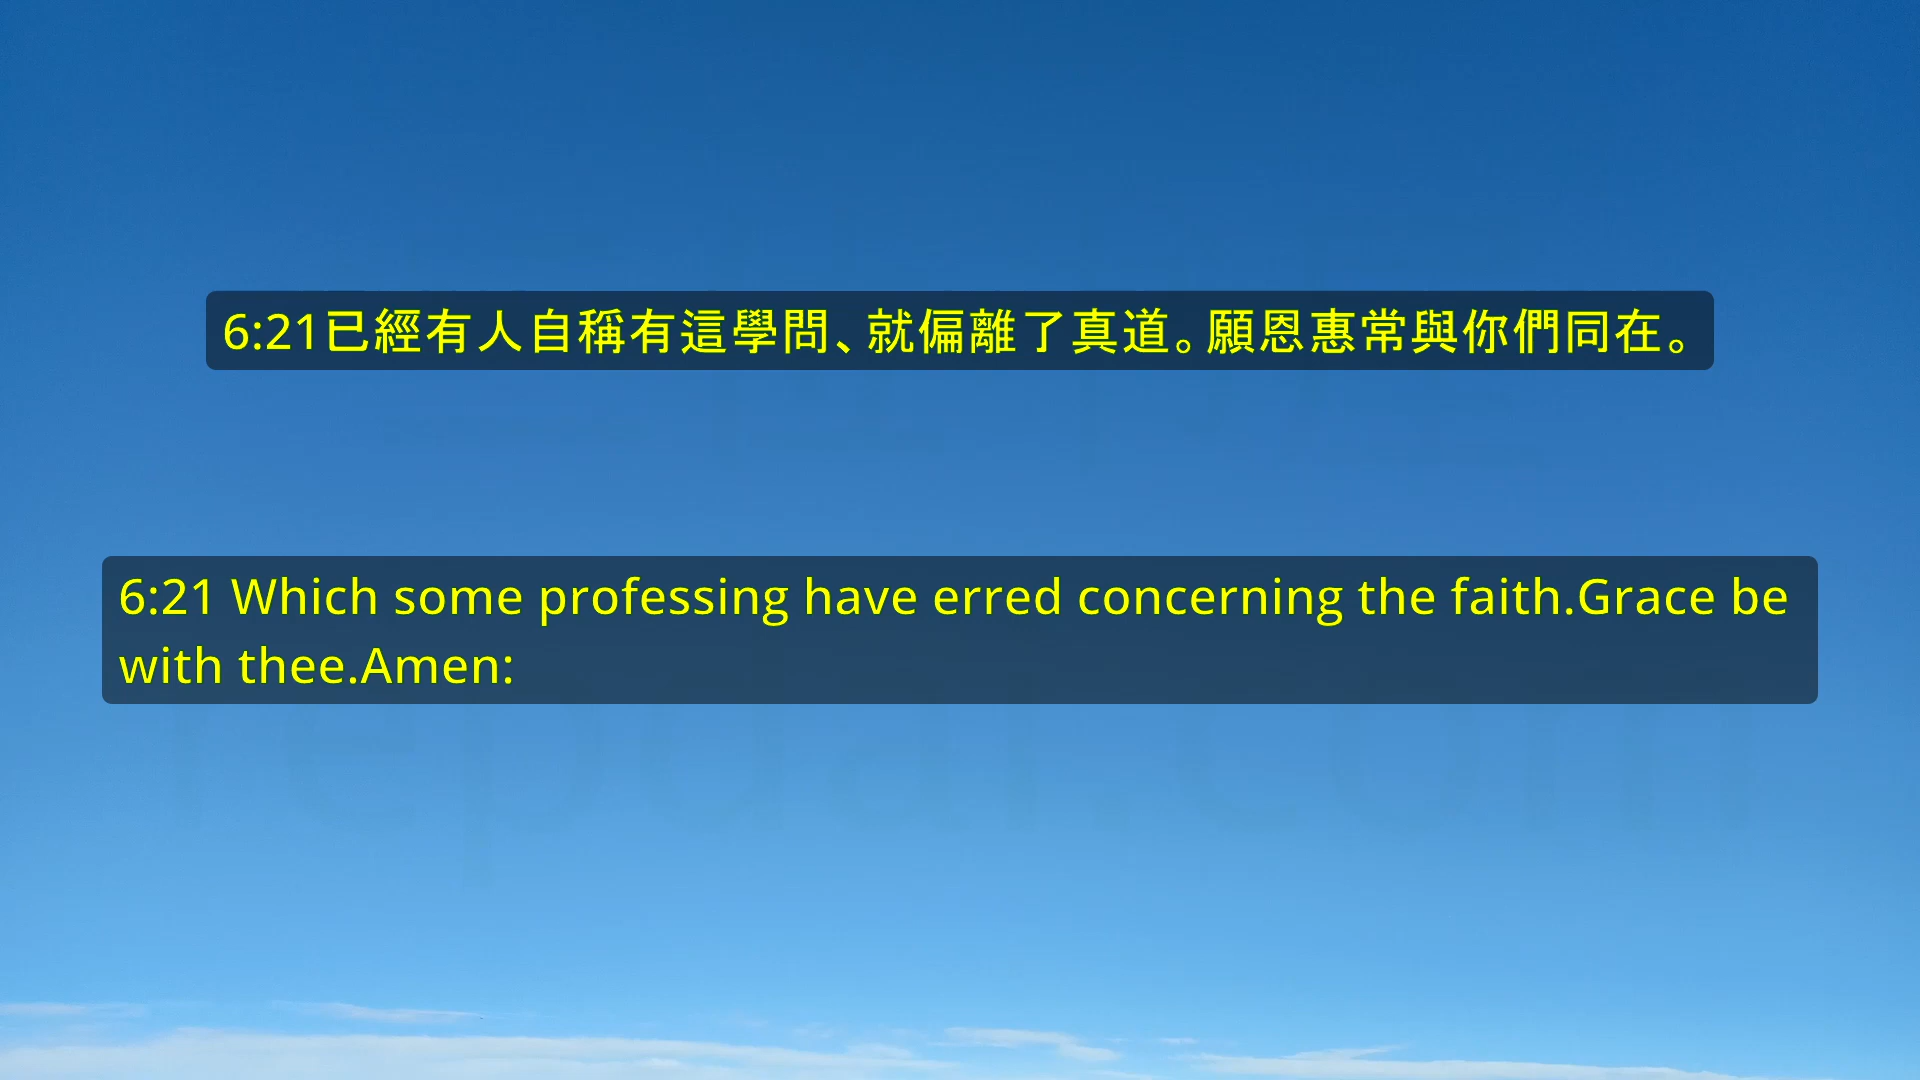 6:21已經有人自稱有這學問、就偏離了真道。願恩惠常與你們同在。
6:21 Which some professing have erred concerning the faith.Grace be
with thee.Amen: